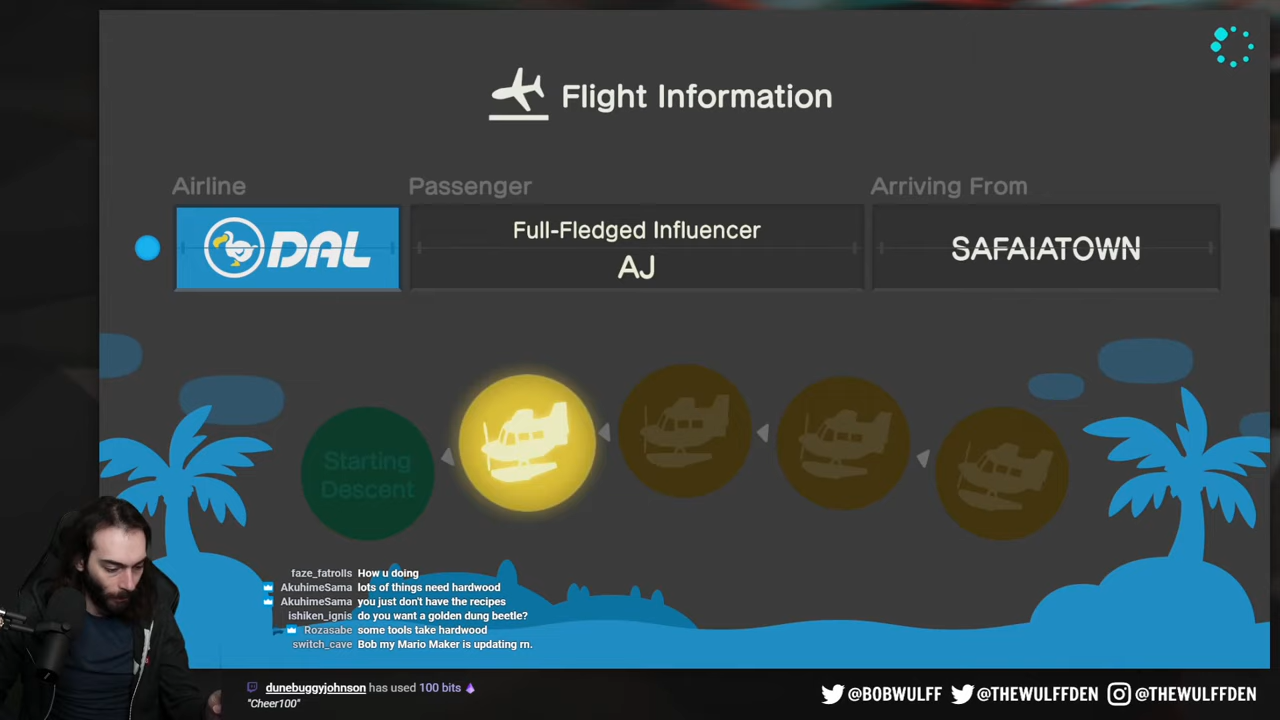 Flight Information
Airline
Passenger
Arriving From
DAL
Full-Fledged Influencer
AJ
SAFAIATOWN
Starting
Descent
faze_fatrolls How u doing
AkuhimeSama lots of things need hardwood
AkuhimeSama you just don't have the recipes
ishiken_ignis do you want a golden dung beetle?
Rozasabe some tools take hardwood
switch_cave Bob my Mario Maker is updating rn.
dunebuggyjohnson has used 100 bits
"Cheer100"
@BOBWULFF @THEWULFFDEN @THEWULFFDEN